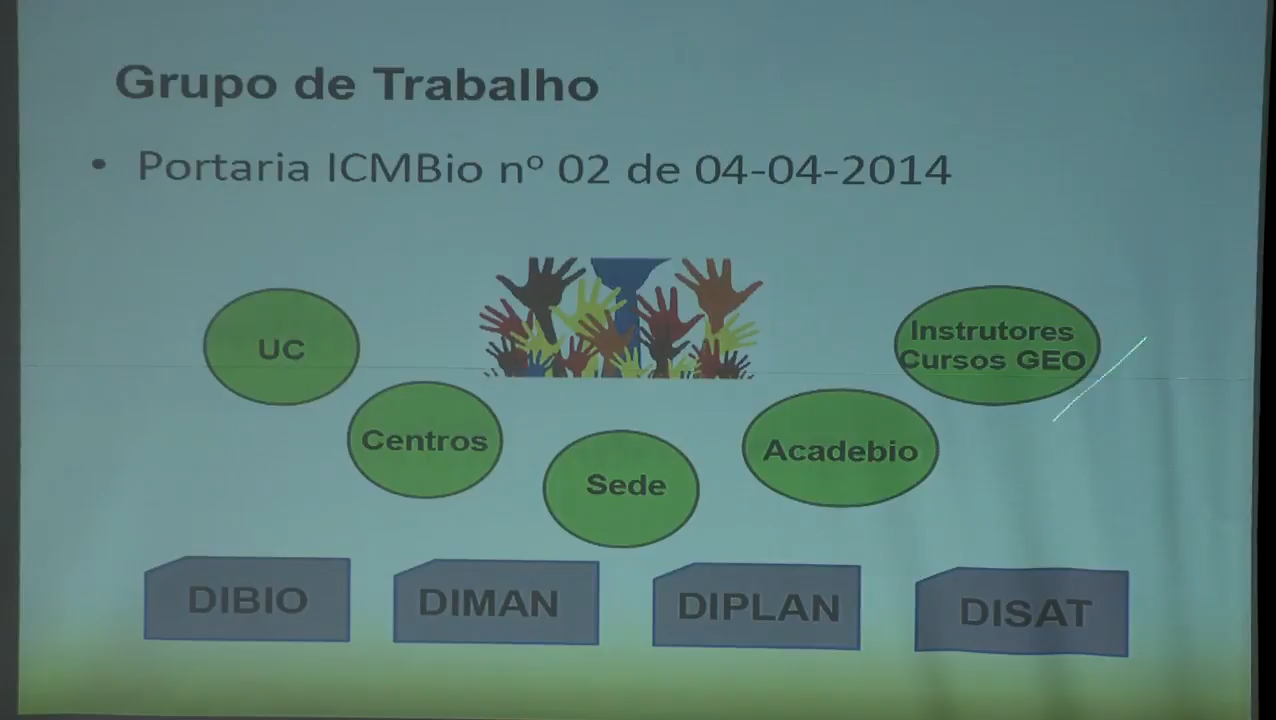 Grupo de Trabalho
• Portaria ICMBio nº 02 de 04-04-2014
UC
Instrutores
Cursos GEO
Centros
Acadebio
Sede
DIBIO
DIMAN
DIPLAN
DISAT